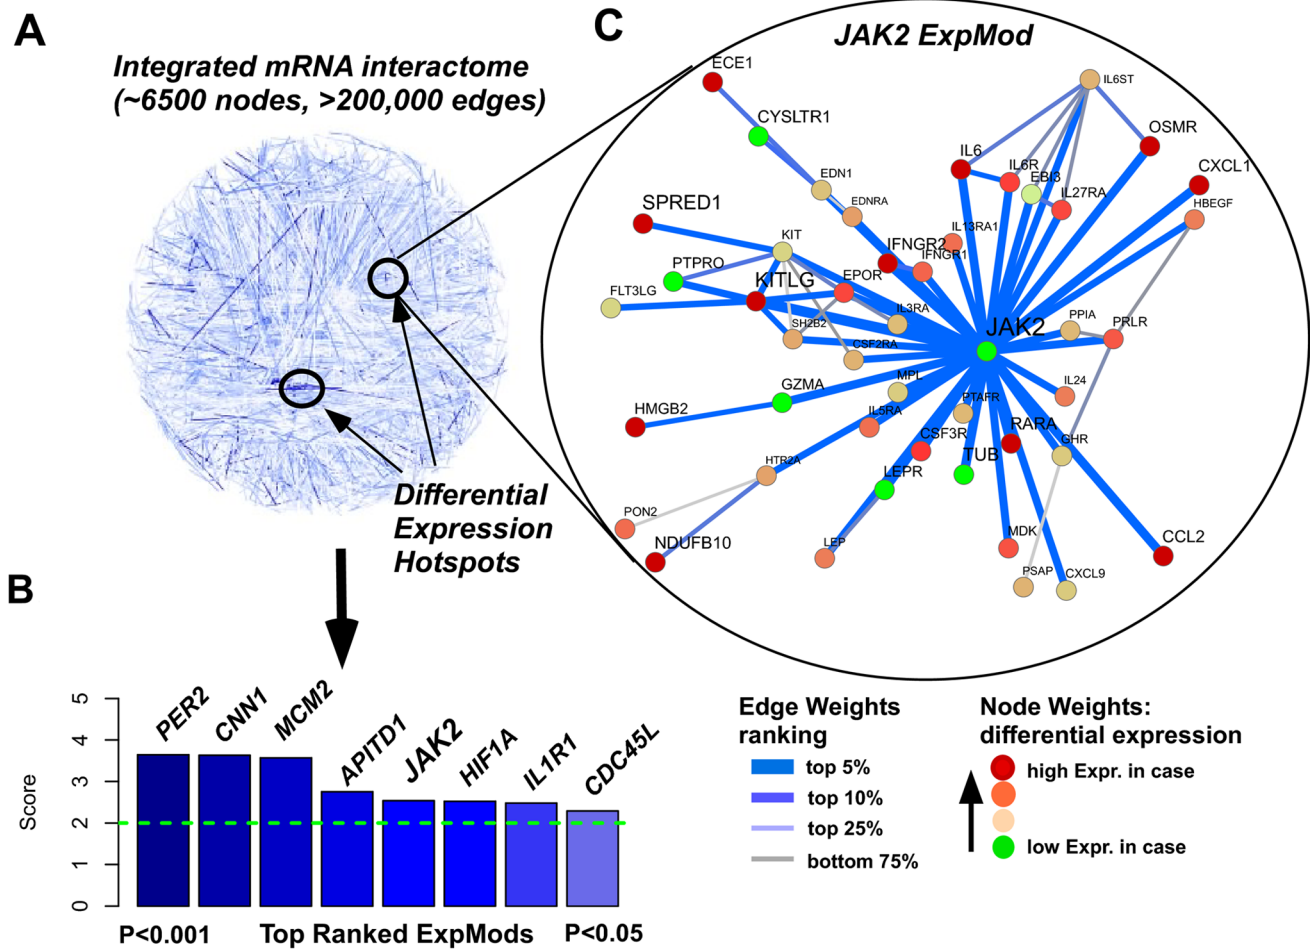 A
Integrated mRNA interactome
(~6500 nodes, >200,000 edges)
Differential
Expression
Hotspots
B
5
4
3
2
1
0
Score
PER2
CNN1
MCM2
APITD1
JAK2
HIF1A
IL1R1
CDC45L
P<0.001
Top Ranked ExpMods
P<0.05
C
JAK2 ExpMod
ECE1
IL6ST
CYSLTR1
OSMR
IL6
IL6R
CXCL1
EDN1
EBI3
IL27RA
SPRED1
EDNRA
HBEGF
KIT
IL13RA1
IFNGR2
IFNGR1
PTPRO
KITLG
EPOR
FLT3LG
IL3RA
SH2B2
JAK2
PPIA
PRLR
CSF2RA
GZMA
MPL
IL24
HMGB2
IL5RA
PTAFR
CSF3R
RARA
GHR
HTR2A
LEPR
TUB
PON2
NDUFB10
LEP
MDK
CCL2
PSAP
CXCL9
Edge Weights
ranking
top 5%
top 10%
top 25%
bottom 75%
Node Weights:
differential expression
high Expr. in case
low Expr. in case